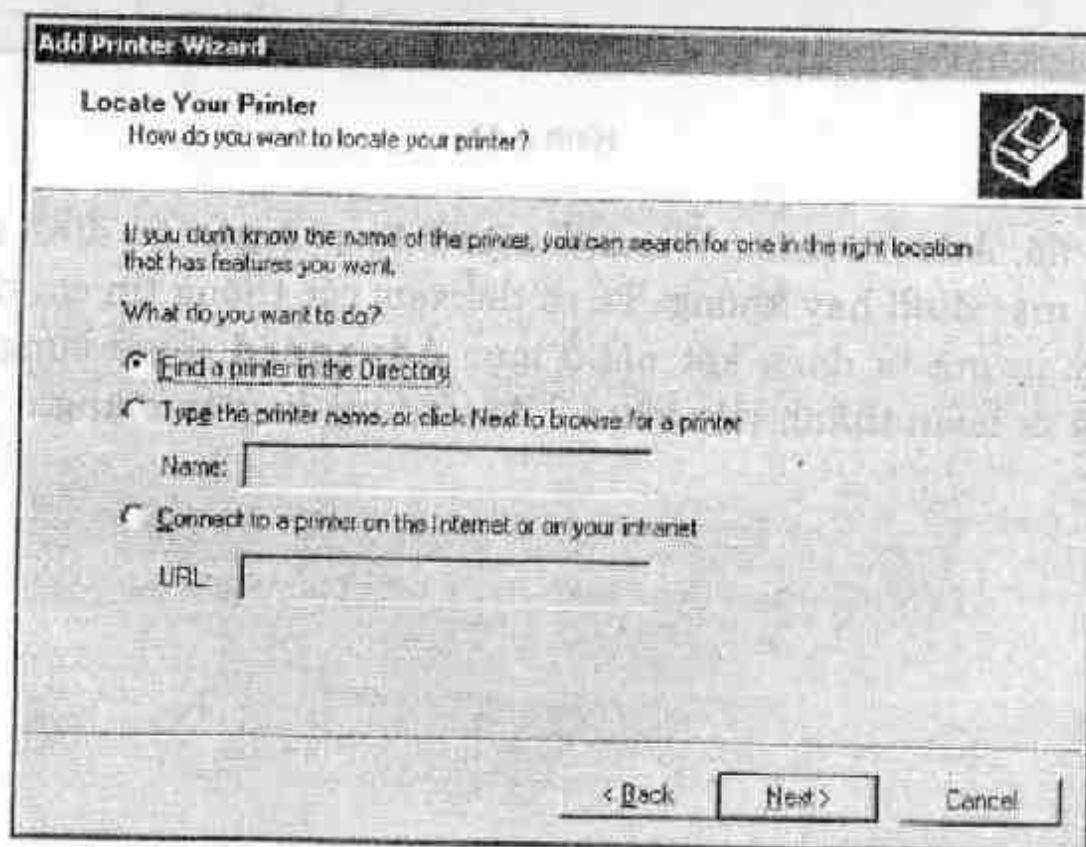 Add Printer Wizard
Locate Your Printer
How do you want to locate your printer?
If you don't know the name of the printer, you can search for one in the right location
that has features you want.
What do you want to do?
Find a printer in the Directory
Type the printer name, or click Next to browse for a printer
Name:
Connect to a printer on the Internet or on your intranet
URL:
< Back
Next >
Cancel